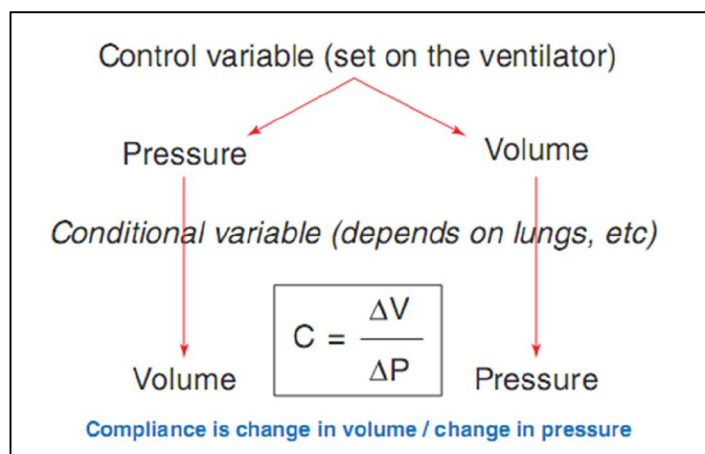 Control variable (set on the ventilator)
Pressure Volume
Conditional variable (depends on lungs, etc)
C = ΔV / ΔP
Volume Pressure
Compliance is change in volume / change in pressure